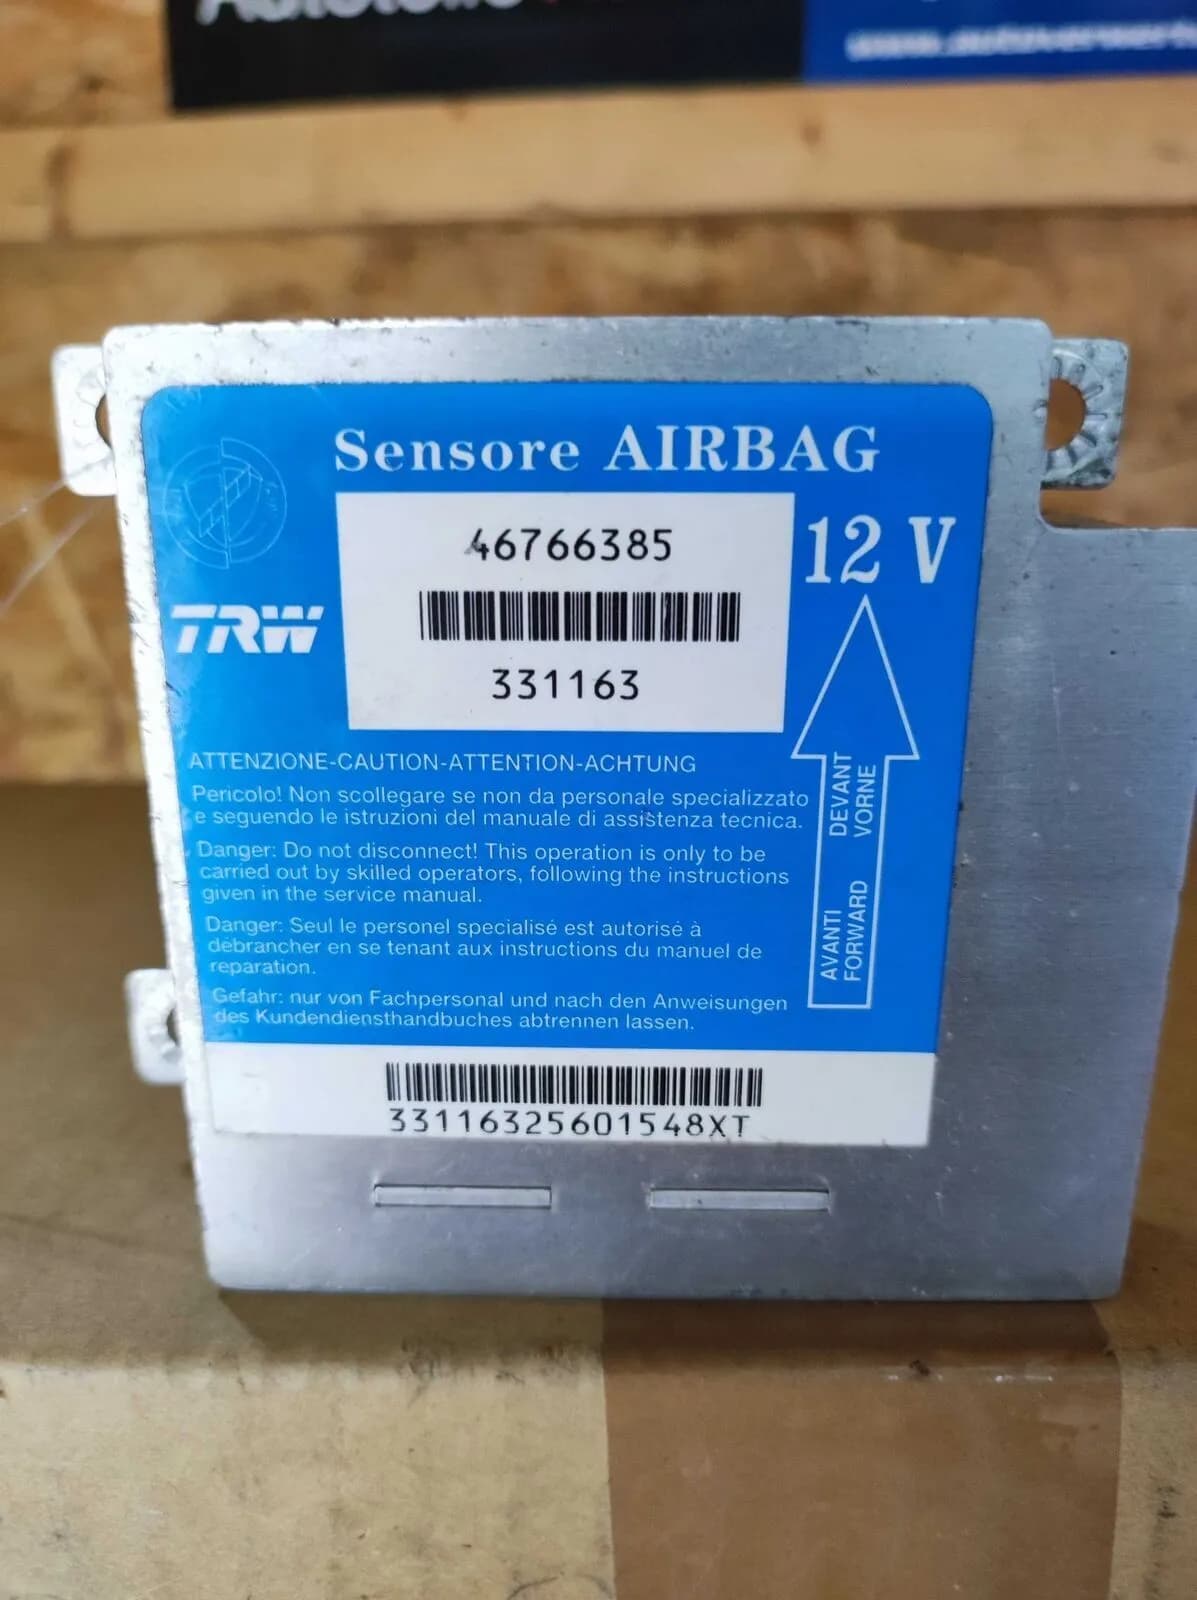 Sensore AIRBAG
46766385
12 V
TRW
331163
ATTENZIONE-CAUTION-ATTENTION-ACHTUNG
Pericolo! Non scollegare se non da personale specializzato
e seguendo le istruzioni del manuale di assistenza tecnica.
Danger: Do not disconnect! This operation is only to be
carried out by skilled operators, following the instructions
given in the service manual.
Danger: Seul le personel specialisé est autorisé à
débrancher en se tenant aux instructions du manuel de
reparation.
Gefahr: nur von Fachpersonal und nach den Anweisungen
des Kundendiensthandbuches abtrennen lassen.
AVANTI DEVANT
FORWARD VORNE
33116325601548XT